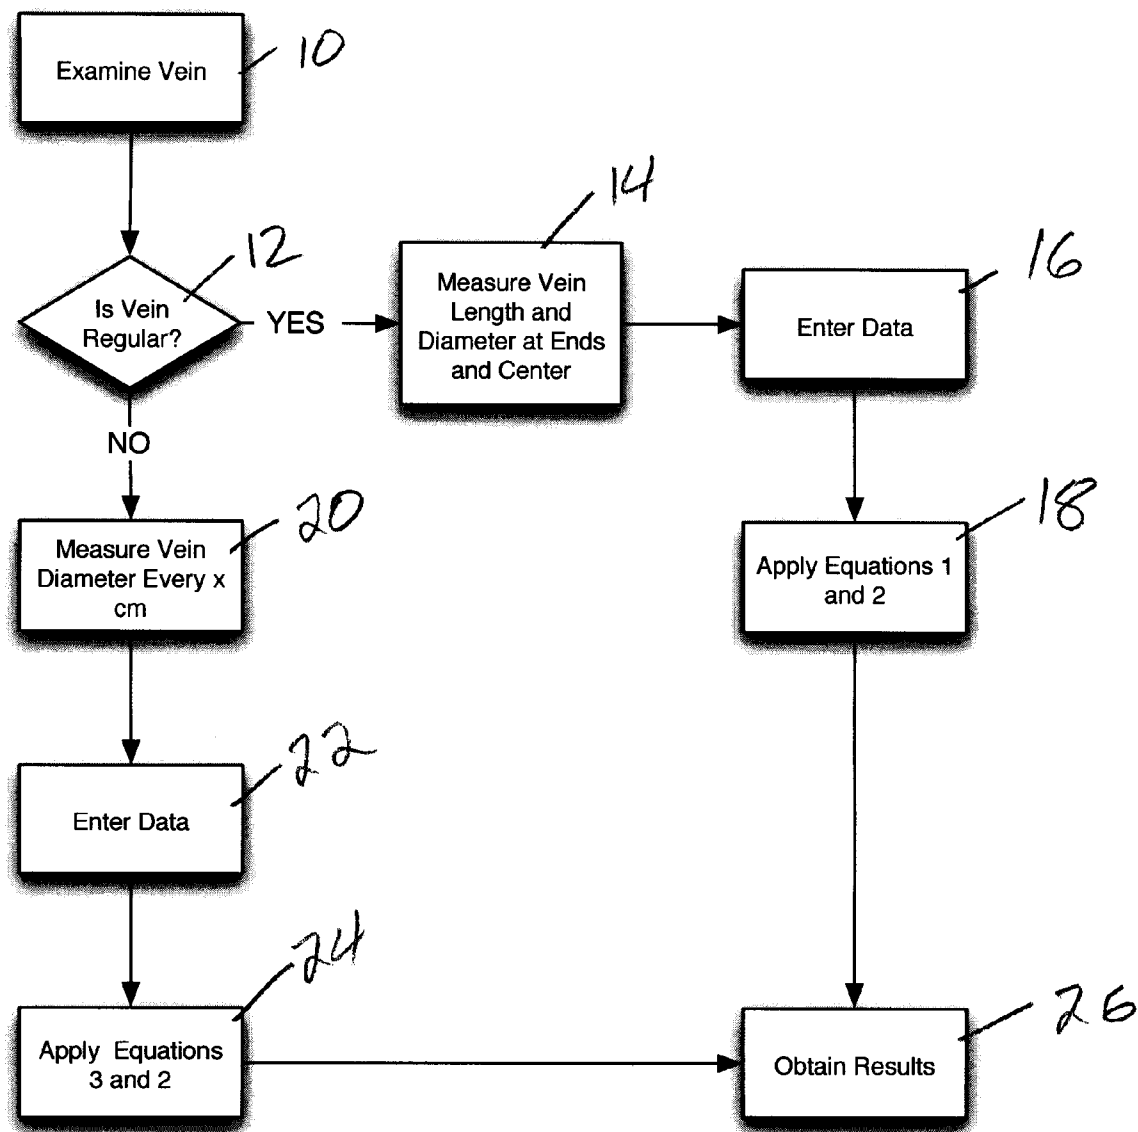 Examine Vein
10
12
Is Vein
Regular?
YES
14
Measure Vein
Length and
Diameter at Ends
and Center
16
Enter Data
NO
20
Measure Vein
Diameter Every x
cm
18
Apply Equations 1
and 2
22
Enter Data
24
Apply Equations
3 and 2
26
Obtain Results